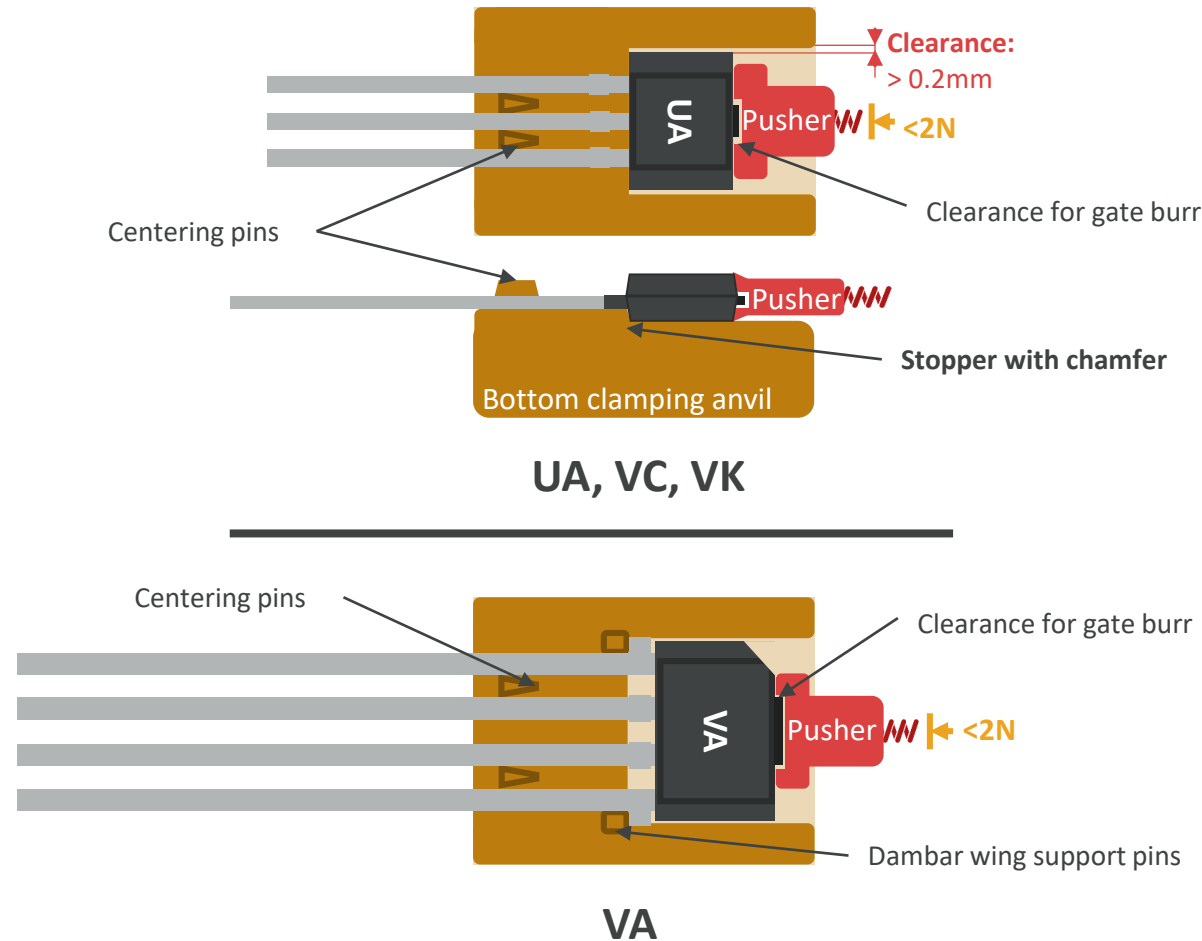 Clearance:
> 0.2mm
UA
Pusher
<2N
Clearance for gate burr
Centering pins
Pusher
Stopper with chamfer
Bottom clamping anvil
UA, VC, VK
Centering pins
Clearance for gate burr
VA
Pusher
<2N
Dambar wing support pins
VA